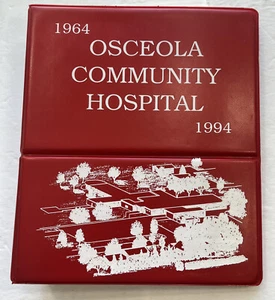 1964
OSCEOLA
COMMUNITY
HOSPITAL
1994